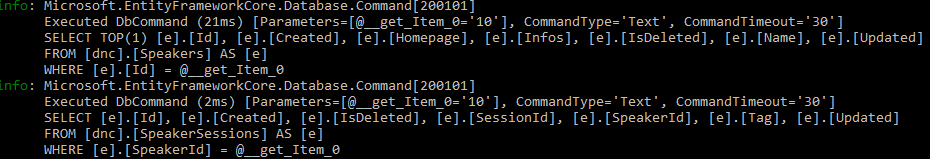 info: Microsoft.EntityFrameworkCore.Database.Command[200101]
Executed DbCommand (21ms) [Parameters=[@__get_Item_0='10'], CommandType='Text', CommandTimeout='30']
SELECT TOP(1) [e].[Id], [e].[Created], [e].[Homepage], [e].[Infos], [e].[IsDeleted], [e].[Name], [e].[Updated]
FROM [dnc].[Speakers] AS [e]
WHERE [e].[Id] = @__get_Item_0
info: Microsoft.EntityFrameworkCore.Database.Command[200101]
Executed DbCommand (2ms) [Parameters=[@__get_Item_0='10'], CommandType='Text', CommandTimeout='30']
SELECT [e].[Id], [e].[Created], [e].[IsDeleted], [e].[SessionId], [e].[SpeakerId], [e].[Tag], [e].[Updated]
FROM [dnc].[SpeakerSessions] AS [e]
WHERE [e].[SpeakerId] = @__get_Item_0